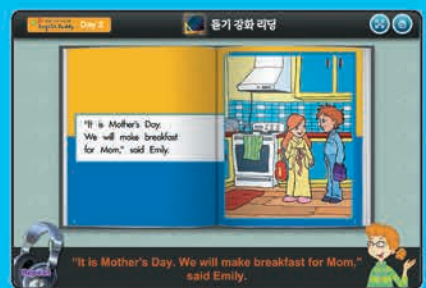 Day 2
듣기 강화 리딩
"It is Mother's Day.
We will make breakfast
for Mom," said Emily.
"It is Mother's Day. We will make breakfast for Mom,"
said Emily.